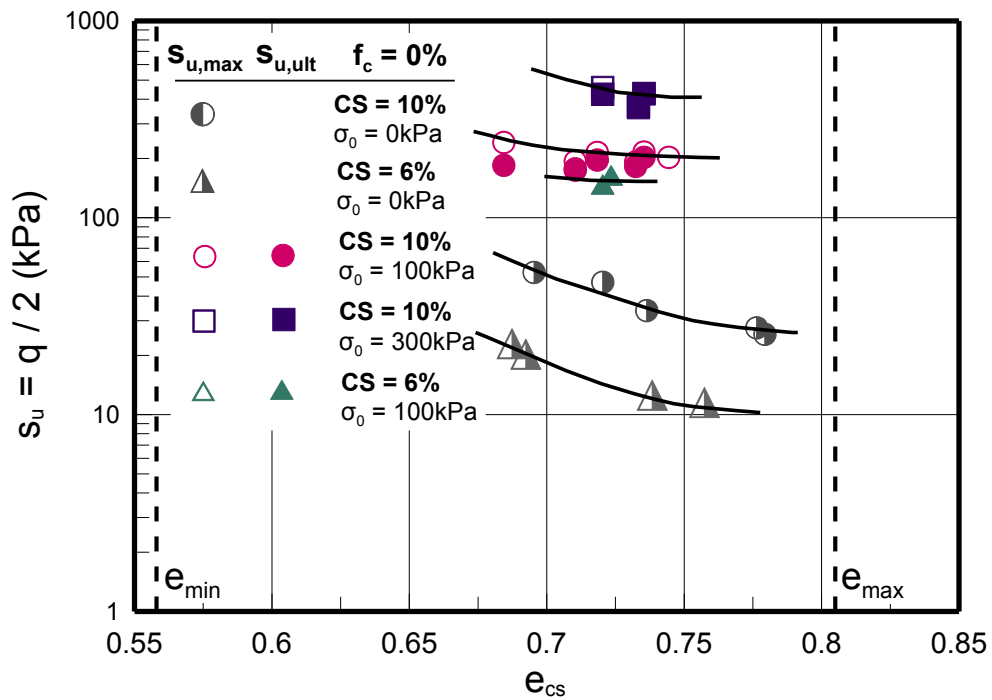 1000
100
10
1
s_u = q / 2 (kPa)
s_u,max s_u,ult f_c = 0%
CS = 10%
σ_0 = 0kPa
CS = 6%
σ_0 = 0kPa
CS = 10%
σ_0 = 100kPa
CS = 10%
σ_0 = 300kPa
CS = 6%
σ_0 = 100kPa
e_min
e_max
0.55 0.6 0.65 0.7 0.75 0.8 0.85
e_cs